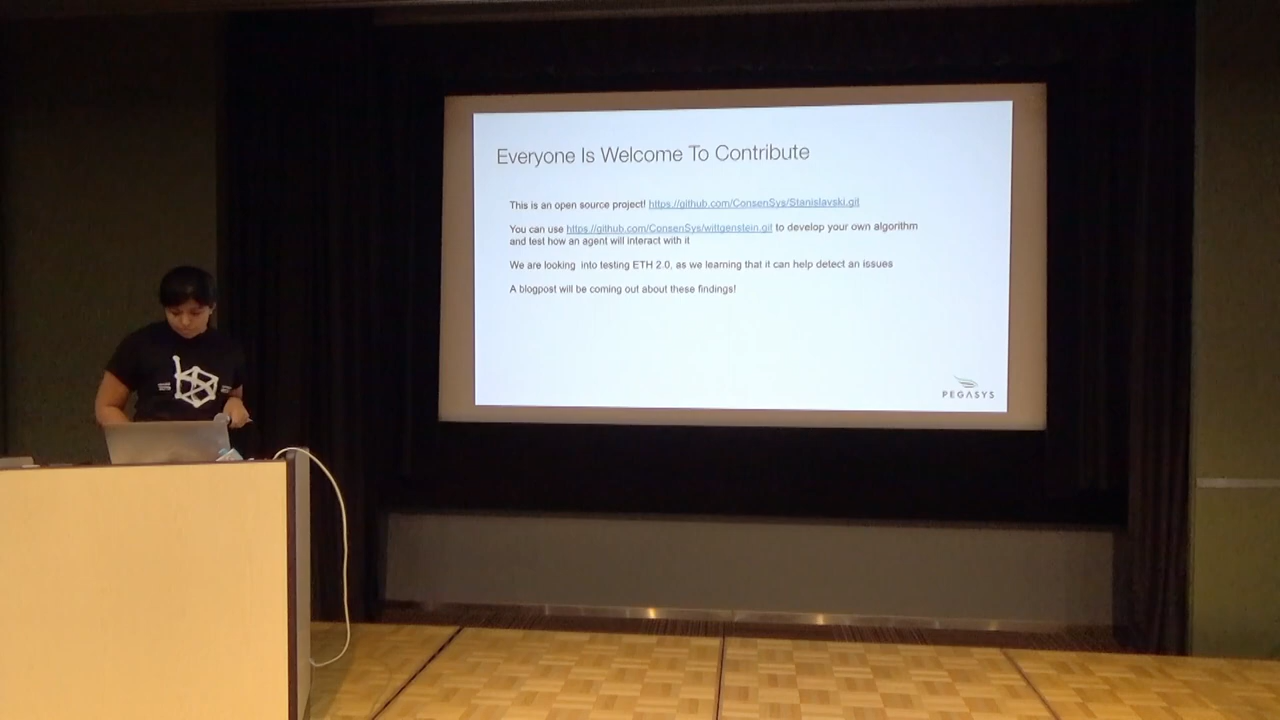 Everyone Is Welcome To Contribute
This is an open source project! https://github.com/ConsenSys/Stanislavski.git
You can use https://github.com/ConsenSys/wittgenstein.git to develop your own algorithm
and test how an agent will interact with it
We are looking into testing ETH 2.0, as we learning that it can help detect an issues
A blogpost will be coming out about these findings!
PEGASYS